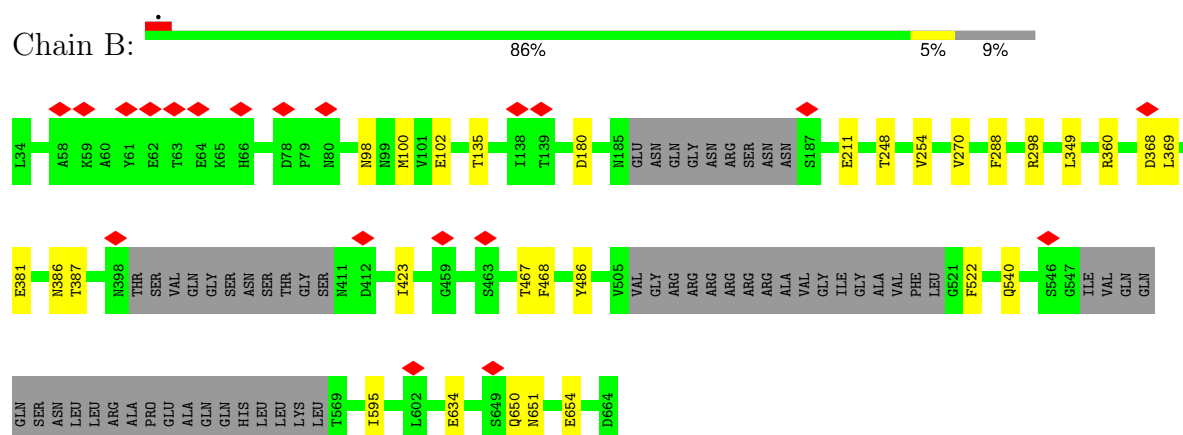 Chain B:
86% 5% 9%
L34 A58 K59 A60 Y61 E62 T63 E64 K65 H66 D78 P79 N80 N98 N99 M100 V101 E102 T135 I138 T139 D180 N185 GLU ASN GLN GLY ASN ARG SER ASN ASN S187 E211 T248 V254 V270 F288 R298 L349 R360 D368 L369
E381 N386 T387 N398 THR SER VAL GLN GLY SER ASN SER THR GLY SER N411 D412 I423 G459 S463 T467 F468 Y486 V505 VAL GLY ARG ARG ARG ARG ARG ARG ALA VAL GLY ILE GLY ALA VAL PHE LEU G521 F522 Q540 S546 G547 ILE VAL GLN GLN
GLN SER ASN LEU LEU ARG ALA PRO GLU ALA GLN GLN HIS LEU LEU LYS LEU T569 I595 L602 E634 S649 Q650 N651 E654 D664